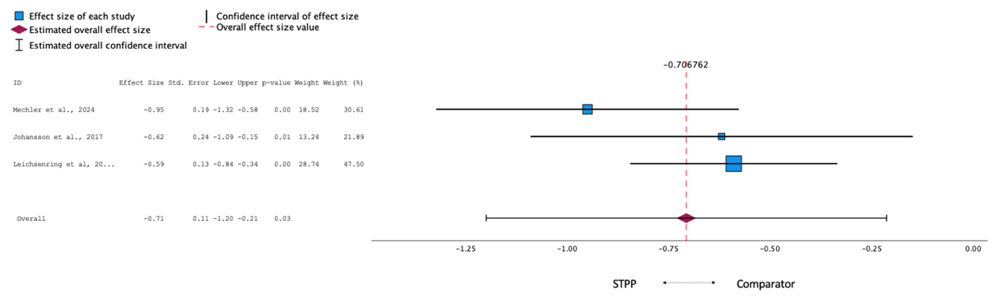 Effect size of each study
Confidence interval of effect size
Estimated overall effect size
Overall effect size value
Estimated overall confidence interval
-0.706762
ID Effect Size Std. Error Lower Upper p-value Weight Weight (%)
Mechler et al., 2024 -0.95 0.19 -1.32 -0.58 0.00 18.52 30.61
Johansson et al., 2017 -0.62 0.24 -1.09 -0.15 0.01 13.24 21.89
Leichsenring et al, 20... -0.59 0.13 -0.84 -0.34 0.00 28.74 47.50
Overall -0.71 0.11 -1.20 -0.21 0.03
-1.25 -1.00 -0.75 -0.50 -0.25 0.00
STPP Comparator